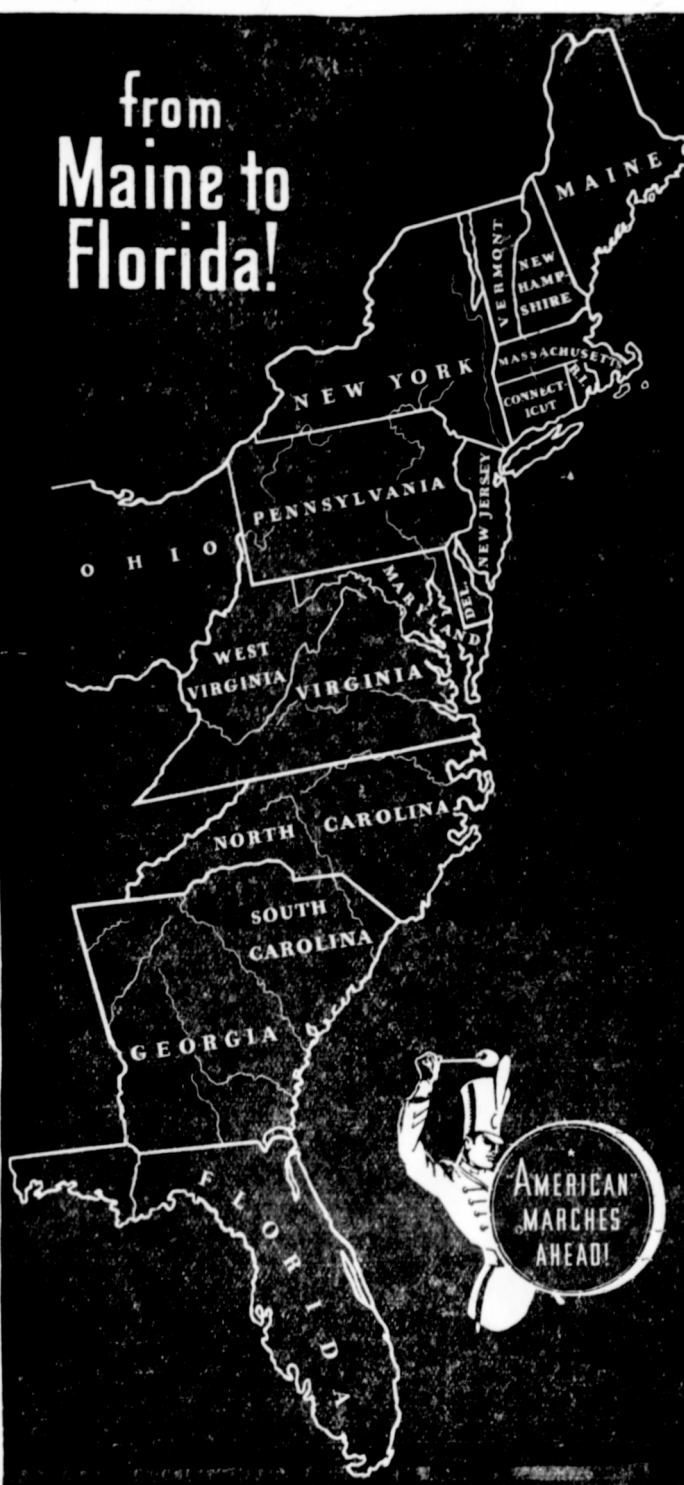 from
Maine to
Florida!
MAINE
VERMONT
NEW
HAMP-
SHIRE
MASSACHUSETTS
NEW YORK
R.I.
CONNECT-
ICUT
PENNSYLVANIA
NEW JERSEY
OHIO
DEL.
MARYLAND
WEST
VIRGINIA
VIRGINIA
NORTH CAROLINA
SOUTH
CAROLINA
GEORGIA
FLORIDA
"AMERICAN"
MARCHES
AHEAD!